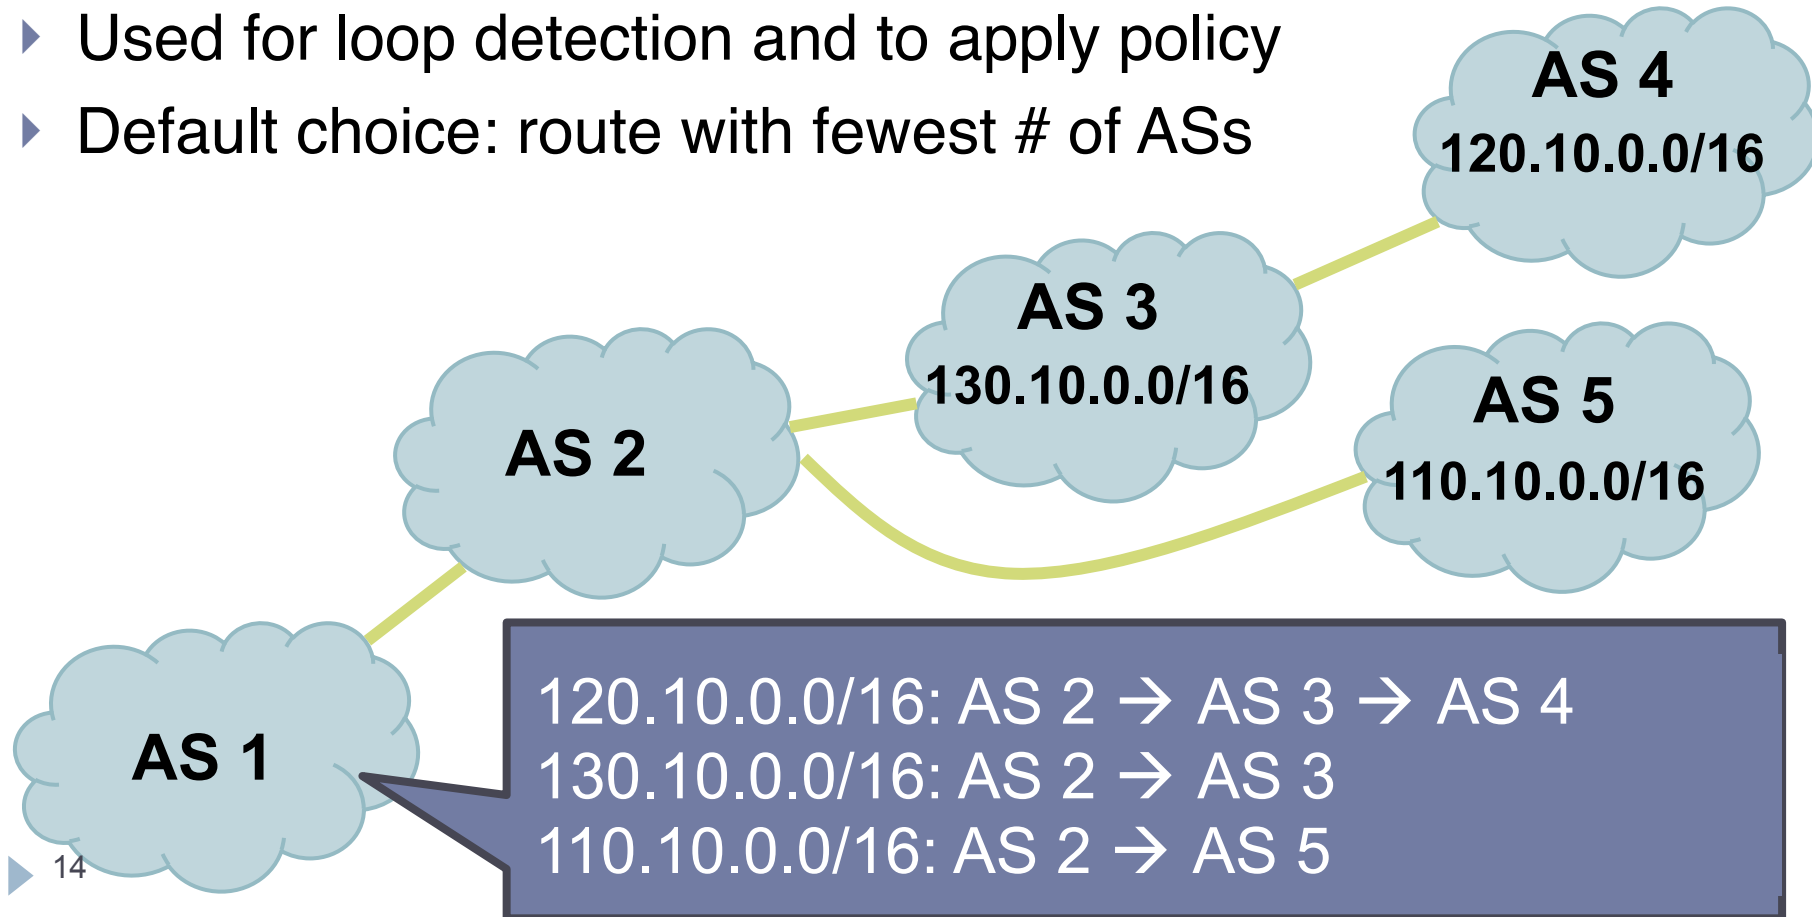 Used for loop detection and to apply policy
Default choice: route with fewest # of ASs
AS 4
120.10.0.0/16
AS 3
130.10.0.0/16
AS 5
110.10.0.0/16
AS 2
AS 1
120.10.0.0/16: AS 2 → AS 3 → AS 4
130.10.0.0/16: AS 2 → AS 3
110.10.0.0/16: AS 2 → AS 5
14